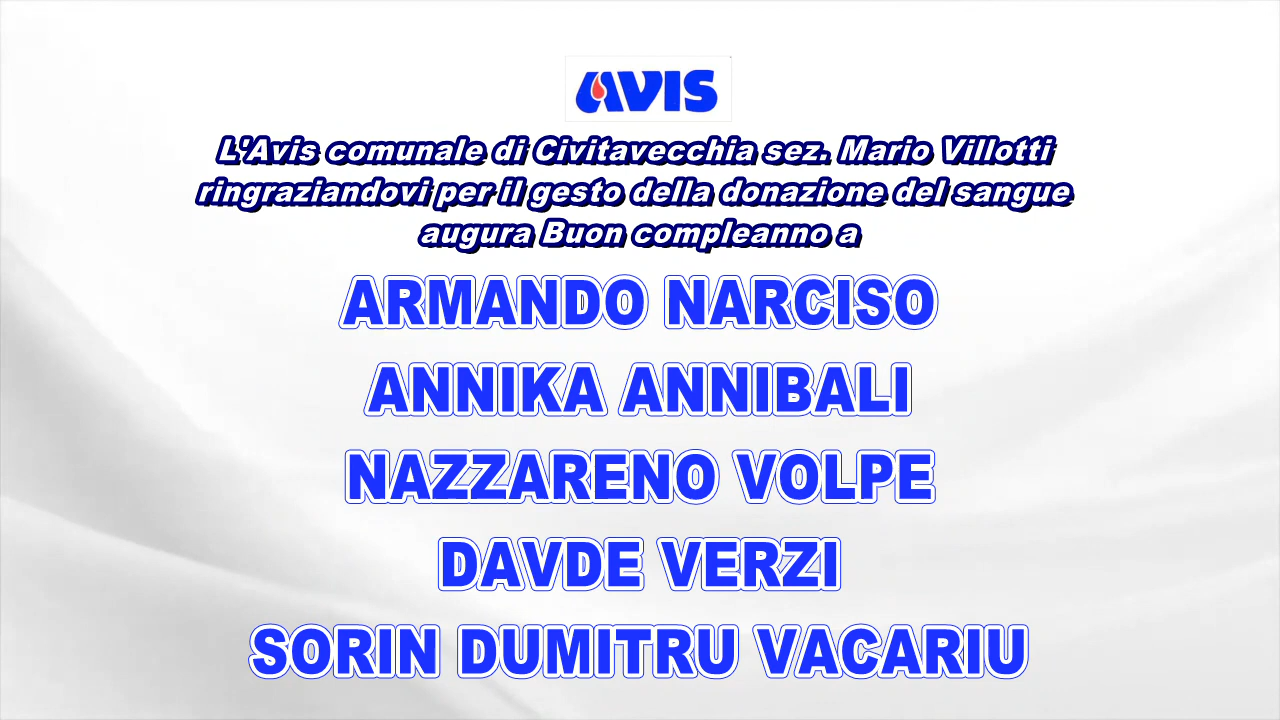 AVIS
L'Avis comunale di Civitavecchia sez. Mario Villotti
ringraziandovi per il gesto della donazione del sangue
augura Buon compleanno a
ARMANDO NARCISO
ANNIKA ANNIBALI
NAZZARENO VOLPE
DAVDE VERZI
SORIN DUMITRU VACARIU